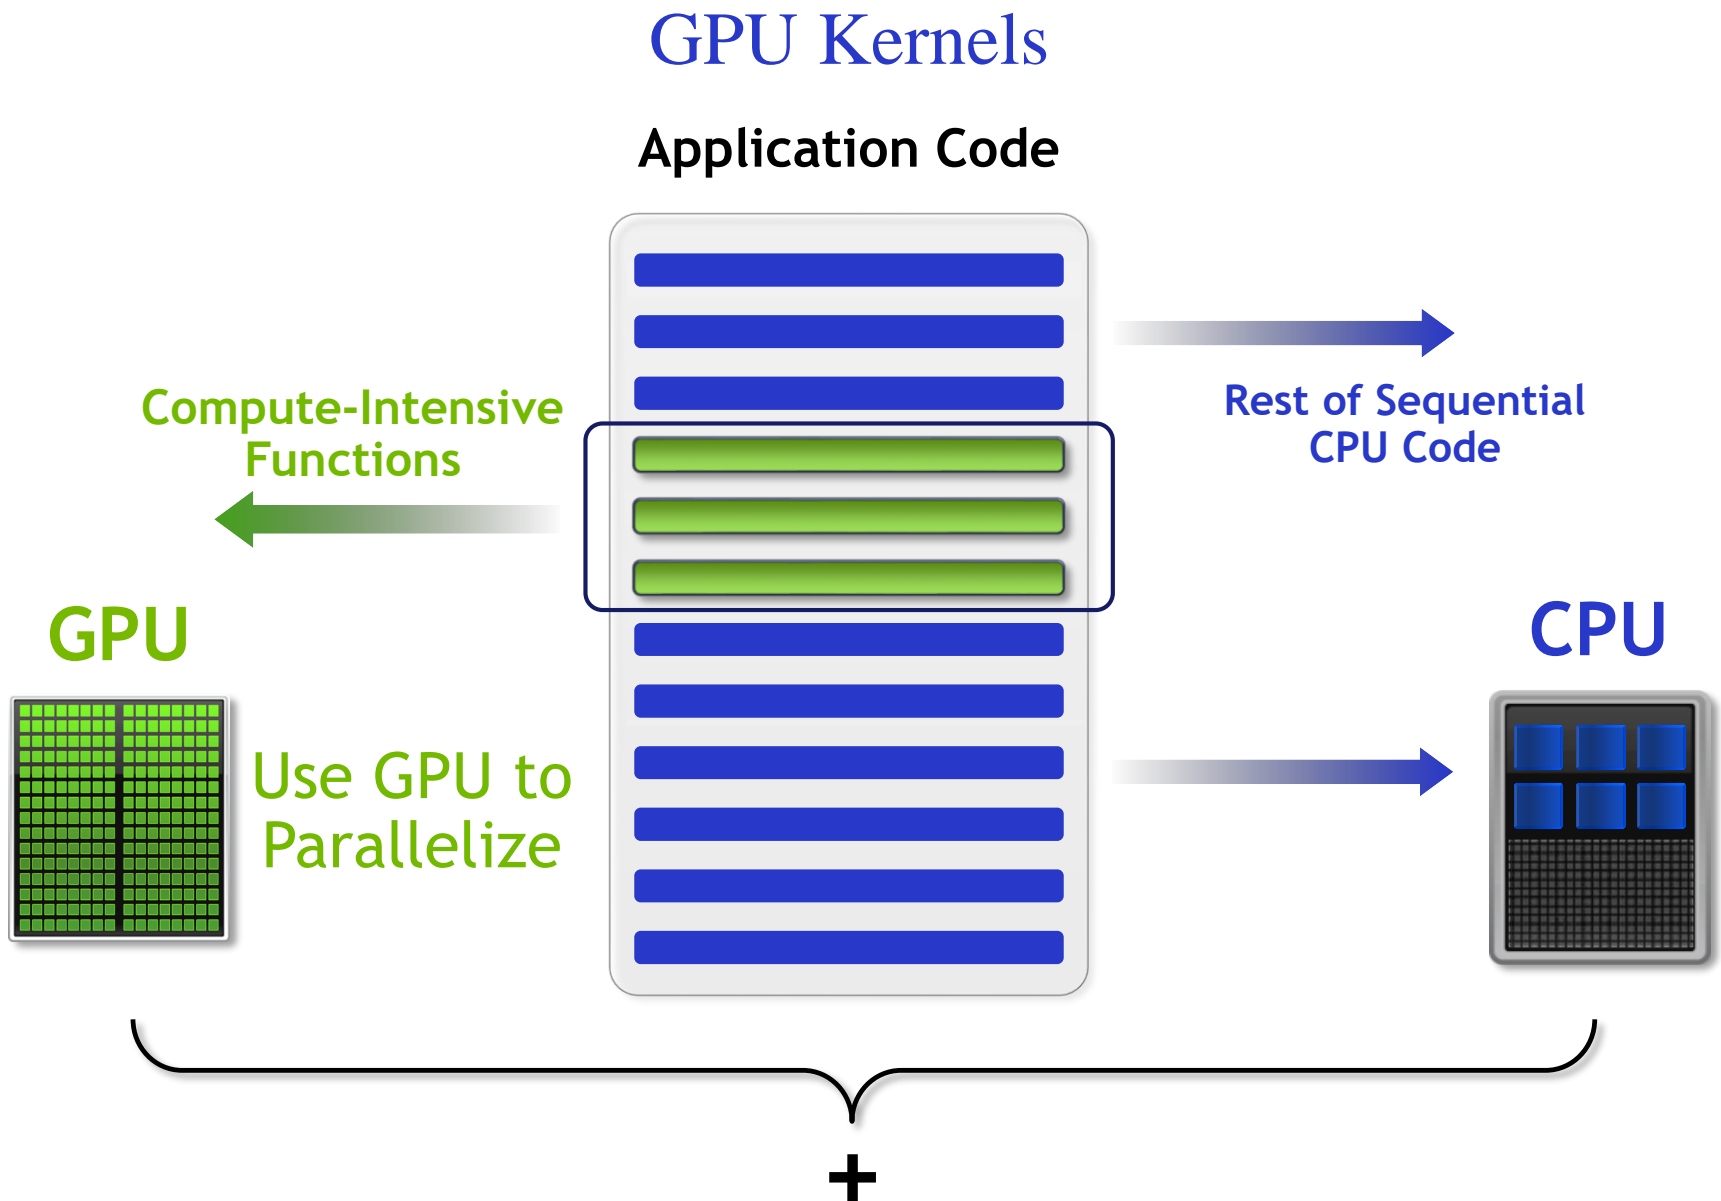 GPU Kernels
Application Code
Compute-Intensive
Functions
Rest of Sequential
CPU Code
GPU
CPU
Use GPU to
Parallelize
+